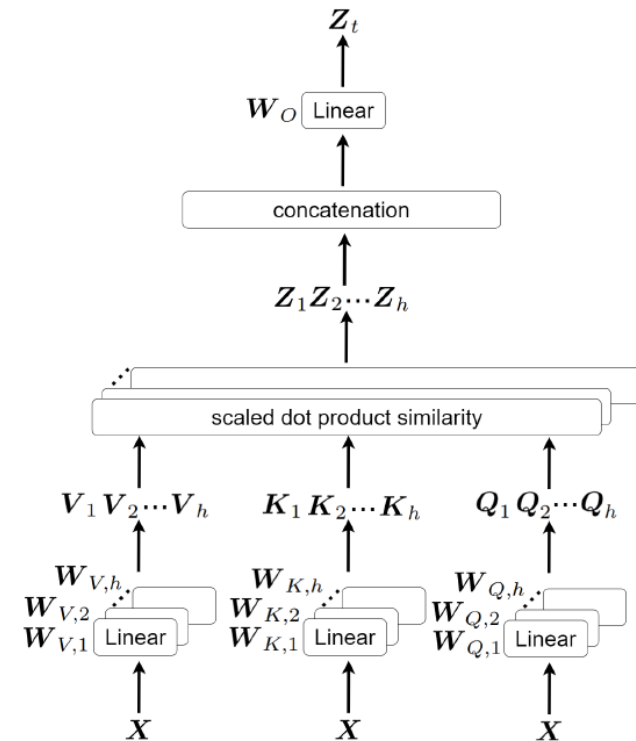 Z_t
W_O Linear
concatenation
Z_1 Z_2 ... Z_h
scaled dot product similarity
V_1 V_2 ... V_h K_1 K_2 ... K_h Q_1 Q_2 ... Q_h
W_{V,h} W_{K,h} W_{Q,h}
W_{V,2} W_{K,2} W_{Q,2}
W_{V,1} Linear W_{K,1} Linear W_{Q,1} Linear
X X X